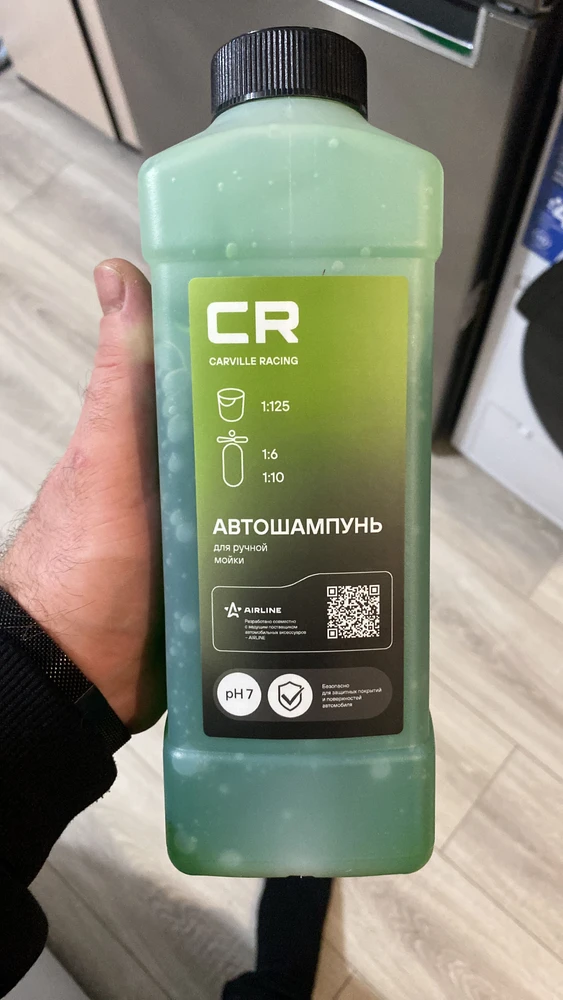 CR
CARVILLE RACING
1:125
1:6
1:10
АВТОШАМПУНЬ
для ручной
мойки
AIRLINE
Разработано совместно
с ведущим поставщиком
автомобильных аксессуаров
- AIRLINE
pH 7
Безопасно
для защитных покрытий
и поверхностей
автомобиля